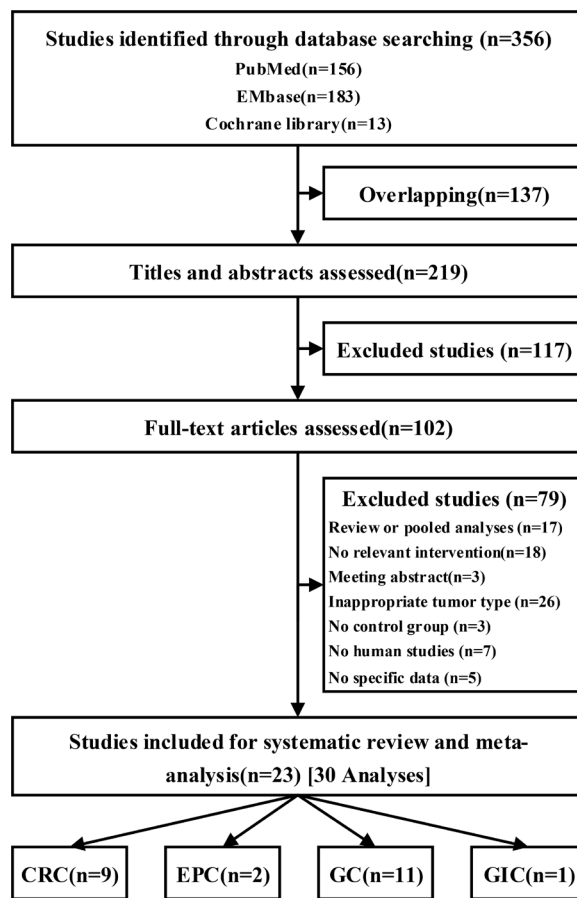 Studies identified through database searching (n=356)
PubMed(n=156)
EMbase(n=183)
Cochrane library(n=13)
Overlapping(n=137)
Titles and abstracts assessed(n=219)
Excluded studies (n=117)
Full-text articles assessed(n=102)
Excluded studies (n=79)
Review or pooled analyses (n=17)
No relevant intervention(n=18)
Meeting abstract(n=3)
Inappropriate tumor type (n=26)
No control group (n=3)
No human studies (n=7)
No specific data (n=5)
Studies included for systematic review and meta-
analysis(n=23) [30 Analyses]
CRC(n=9)
EPC(n=2)
GC(n=11)
GIC(n=1)